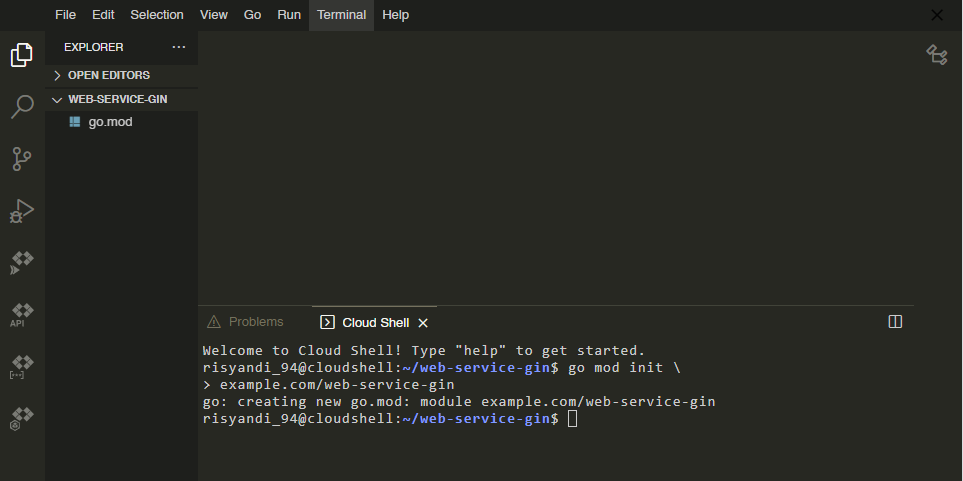 File Edit Selection View Go Run Terminal Help
EXPLORER
OPEN EDITORS
WEB-SERVICE-GIN
go.mod
API
Problems Cloud Shell
Welcome to Cloud Shell! Type "help" to get started.
risyandi_94@cloudshell:~/web-service-gin$ go mod init \
> example.com/web-service-gin
go: creating new go.mod: module example.com/web-service-gin
risyandi_94@cloudshell:~/web-service-gin$